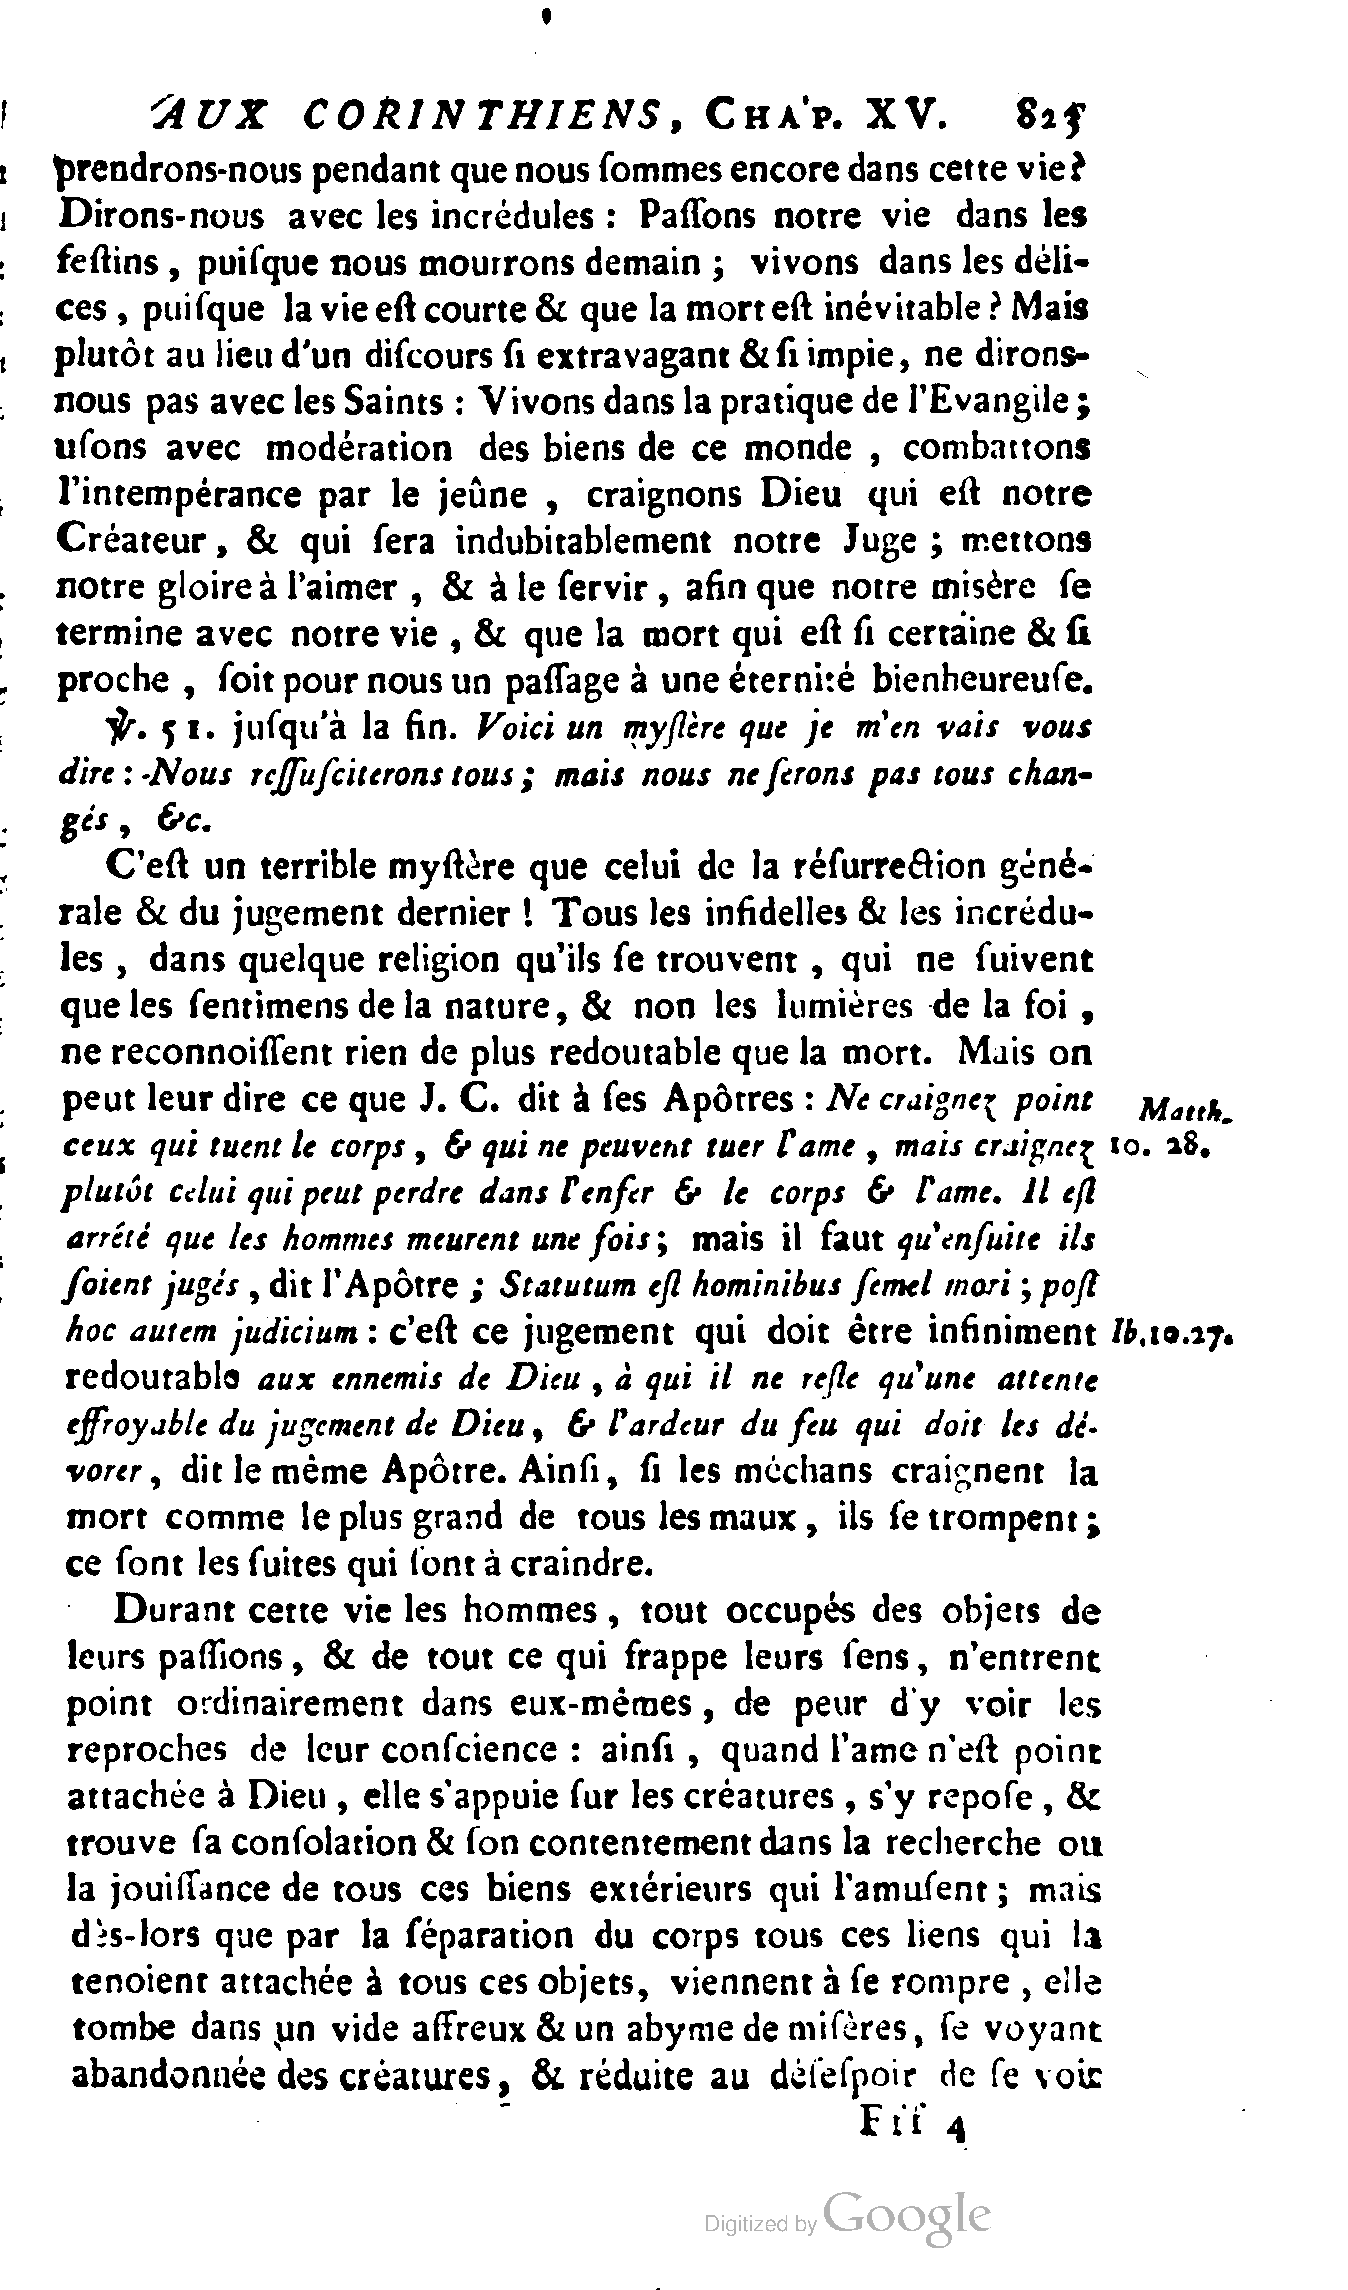 AUX CORINTHIENS, CHAP. XV. 825
prendrons-nous pendant que nous ſommes encore dans cette vie?
Dirons-nous avec les incrédules : Paſſons notre vie dans les
feſtins, puiſque nous mourrons demain ; vivons dans les déli-
ces, puiſque la vie eſt courte & que la mort eſt inévitable ? Mais
plutôt au lieu d'un diſcours ſi extravagant & ſi impie, ne dirons-
nous pas avec les Saints : Vivons dans la pratique de l'Evangile ;
uſons avec modération des biens de ce monde, combattons
l'intempérance par le jeûne, craignons Dieu qui eſt notre
Créateur, & qui ſera indubitablement notre Juge ; mettons
notre gloire à l'aimer, & à le ſervir, afin que notre misère ſe
termine avec notre vie, & que la mort qui eſt ſi certaine & ſi
proche, ſoit pour nous un paſſage à une éternité bienheureuſe.
℣. 51. juſqu'à la fin. Voici un myſtère que je m'en vais vous
dire : Nous reſſuſciterons tous ; mais nous ne ſerons pas tous chan-
gés, &c.
C'eſt un terrible myſtère que celui de la réſurrection géné-
rale & du jugement dernier ! Tous les infidelles & les incrédu-
les, dans quelque religion qu'ils ſe trouvent, qui ne ſuivent
que les ſentimens de la nature, & non les lumières de la foi,
ne reconnoiſſent rien de plus redoutable que la mort. Mais on
peut leur dire ce que J. C. dit à ſes Apôtres : Ne craignez point
Matth.
ceux qui tuent le corps, & qui ne peuvent tuer l'ame, mais craignez
10. 28.
plutôt celui qui peut perdre dans l'enfer & le corps & l'ame. Il eſt
arrêté que les hommes meurent une fois ; mais il faut qu'enſuite ils
ſoient jugés, dit l'Apôtre ; Statutum eſt hominibus ſemel mori ; poſt
hoc autem judicium : c'eſt ce jugement qui doit être infiniment
Ib. 10.27.
redoutable aux ennemis de Dieu, à qui il ne reſte qu'une attente
effroyable du jugement de Dieu, & l'ardeur du feu qui doit les dé-
vorer, dit le même Apôtre. Ainſi, ſi les méchans craignent la
mort comme le plus grand de tous les maux, ils ſe trompent ;
ce ſont les ſuites qui ſont à craindre.
Durant cette vie les hommes, tout occupés des objets de
leurs paſſions, & de tout ce qui frappe leurs ſens, n'entrent
point ordinairement dans eux-mêmes, de peur d'y voir les
reproches de leur conſcience : ainſi, quand l'ame n'eſt point
attachée à Dieu, elle s'appuie ſur les créatures, s'y repoſe, &
trouve ſa conſolation & ſon contentement dans la recherche ou
la jouiſſance de tous ces biens extérieurs qui l'amuſent ; mais
dès-lors que par la ſéparation du corps tous ces liens qui la
tenoient attachée à tous ces objets, viennent à ſe rompre, elle
tombe dans un vide affreux & un abyme de miſères, ſe voyant
abandonnée des créatures, & réduite au déſeſpoir de ſe voir
Fff 4
Digitized by Google